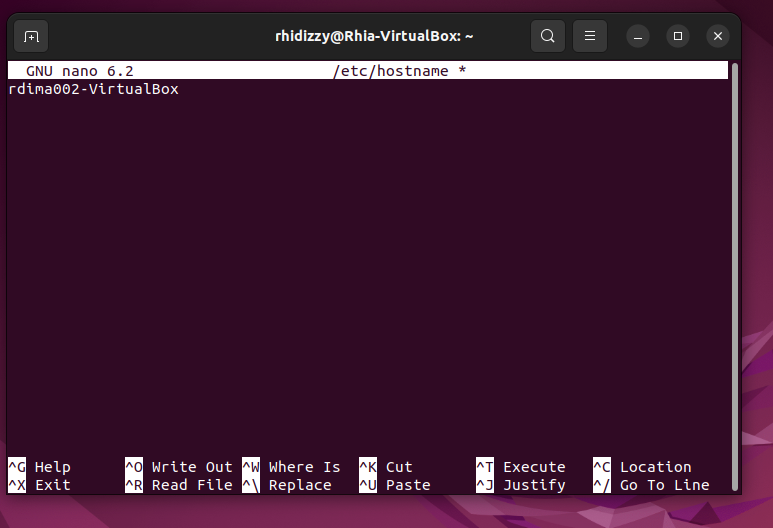 rhidizzy@Rhia-VirtualBox: ~
GNU nano 6.2 /etc/hostname *
rdima002-VirtualBox
^G Help ^O Write Out ^W Where Is ^K Cut ^T Execute ^C Location
^X Exit ^R Read File ^\ Replace ^U Paste ^J Justify ^/ Go To Line